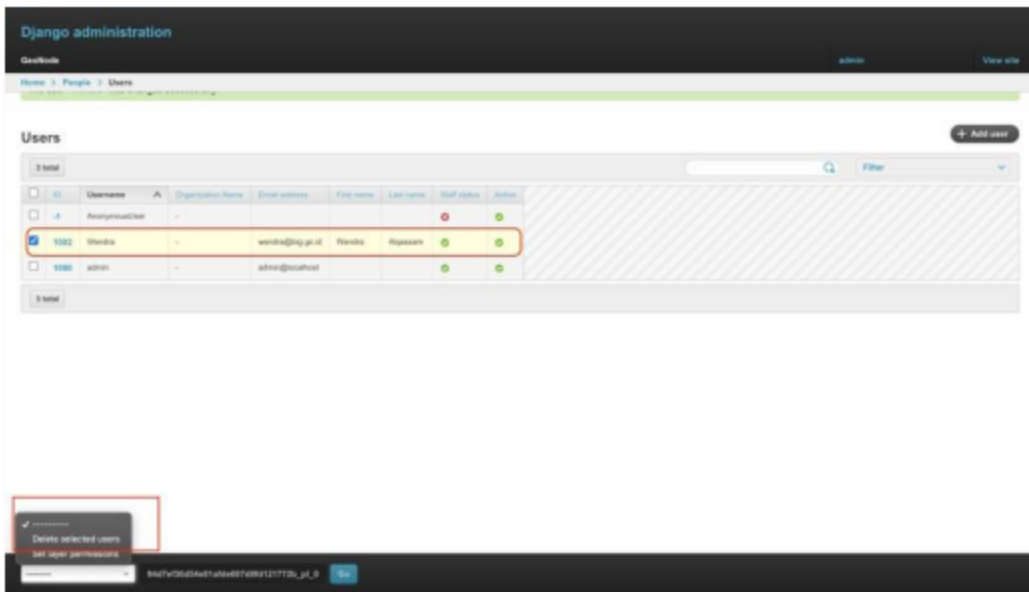 Django administration
GeoNode
admin
View site
Home > People > Users
Users
+ Add user
3 total
Filter
ID
Username
Organization Name
Email address
First name
Last name
Staff status
Active
-1
AnonymousUser
-
1082
Wendra
-
wendra@big.go.id
Wendra
1080
admin
-
admin@localhost
3 total
---------
Delete selected users
Set layer permissions
---------
Go